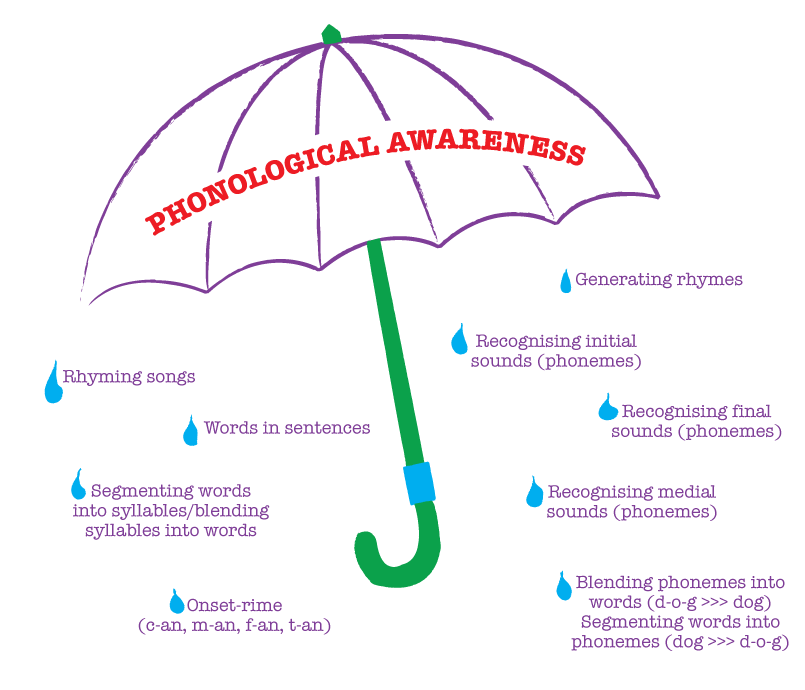 PHONOLOGICAL AWARENESS
Rhyming songs
Words in sentences
Segmenting words
into syllables/blending
syllables into words
Onset-rime
(c-an, m-an, f-an, t-an)
Generating rhymes
Recognising initial
sounds (phonemes)
Recognising final
sounds (phonemes)
Recognising medial
sounds (phonemes)
Blending phonemes into
words (d-o-g >>> dog)
Segmenting words into
phonemes (dog >>> d-o-g)